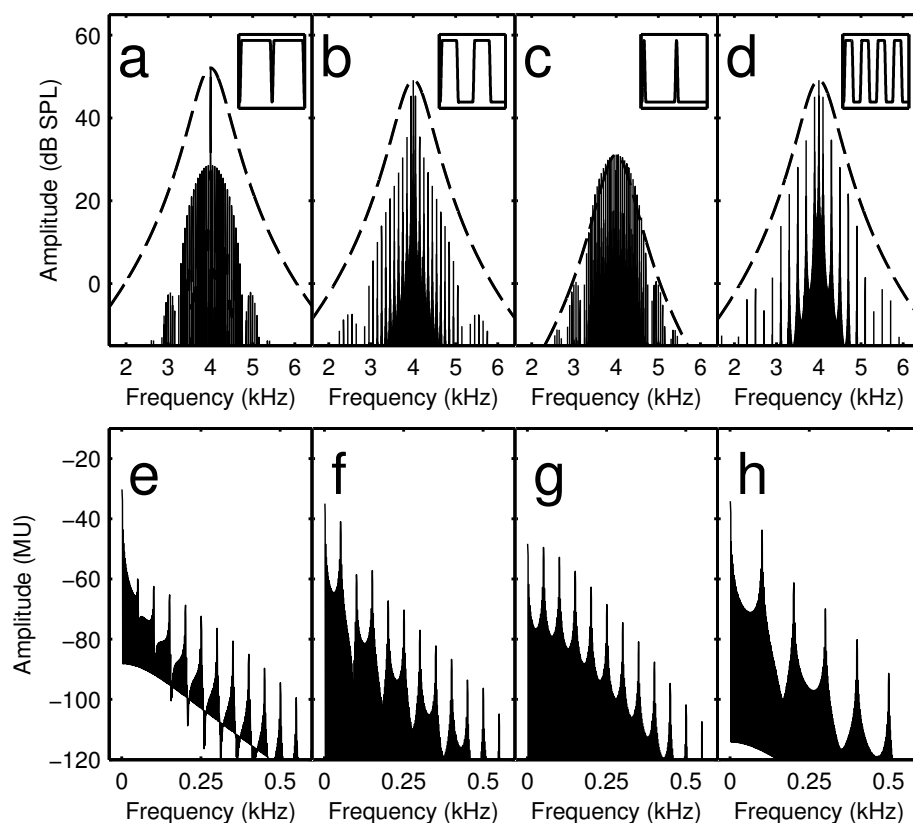 a b c d
Amplitude (dB SPL)
60
40
20
0
2 3 4 5 6 2 3 4 5 6 2 3 4 5 6 2 3 4 5 6
Frequency (kHz) Frequency (kHz) Frequency (kHz) Frequency (kHz)
e f g h
Amplitude (MU)
−20
−40
−60
−80
−100
−120
0 0.25 0.5 0 0.25 0.5 0 0.25 0.5 0 0.25 0.5
Frequency (kHz) Frequency (kHz) Frequency (kHz) Frequency (kHz)